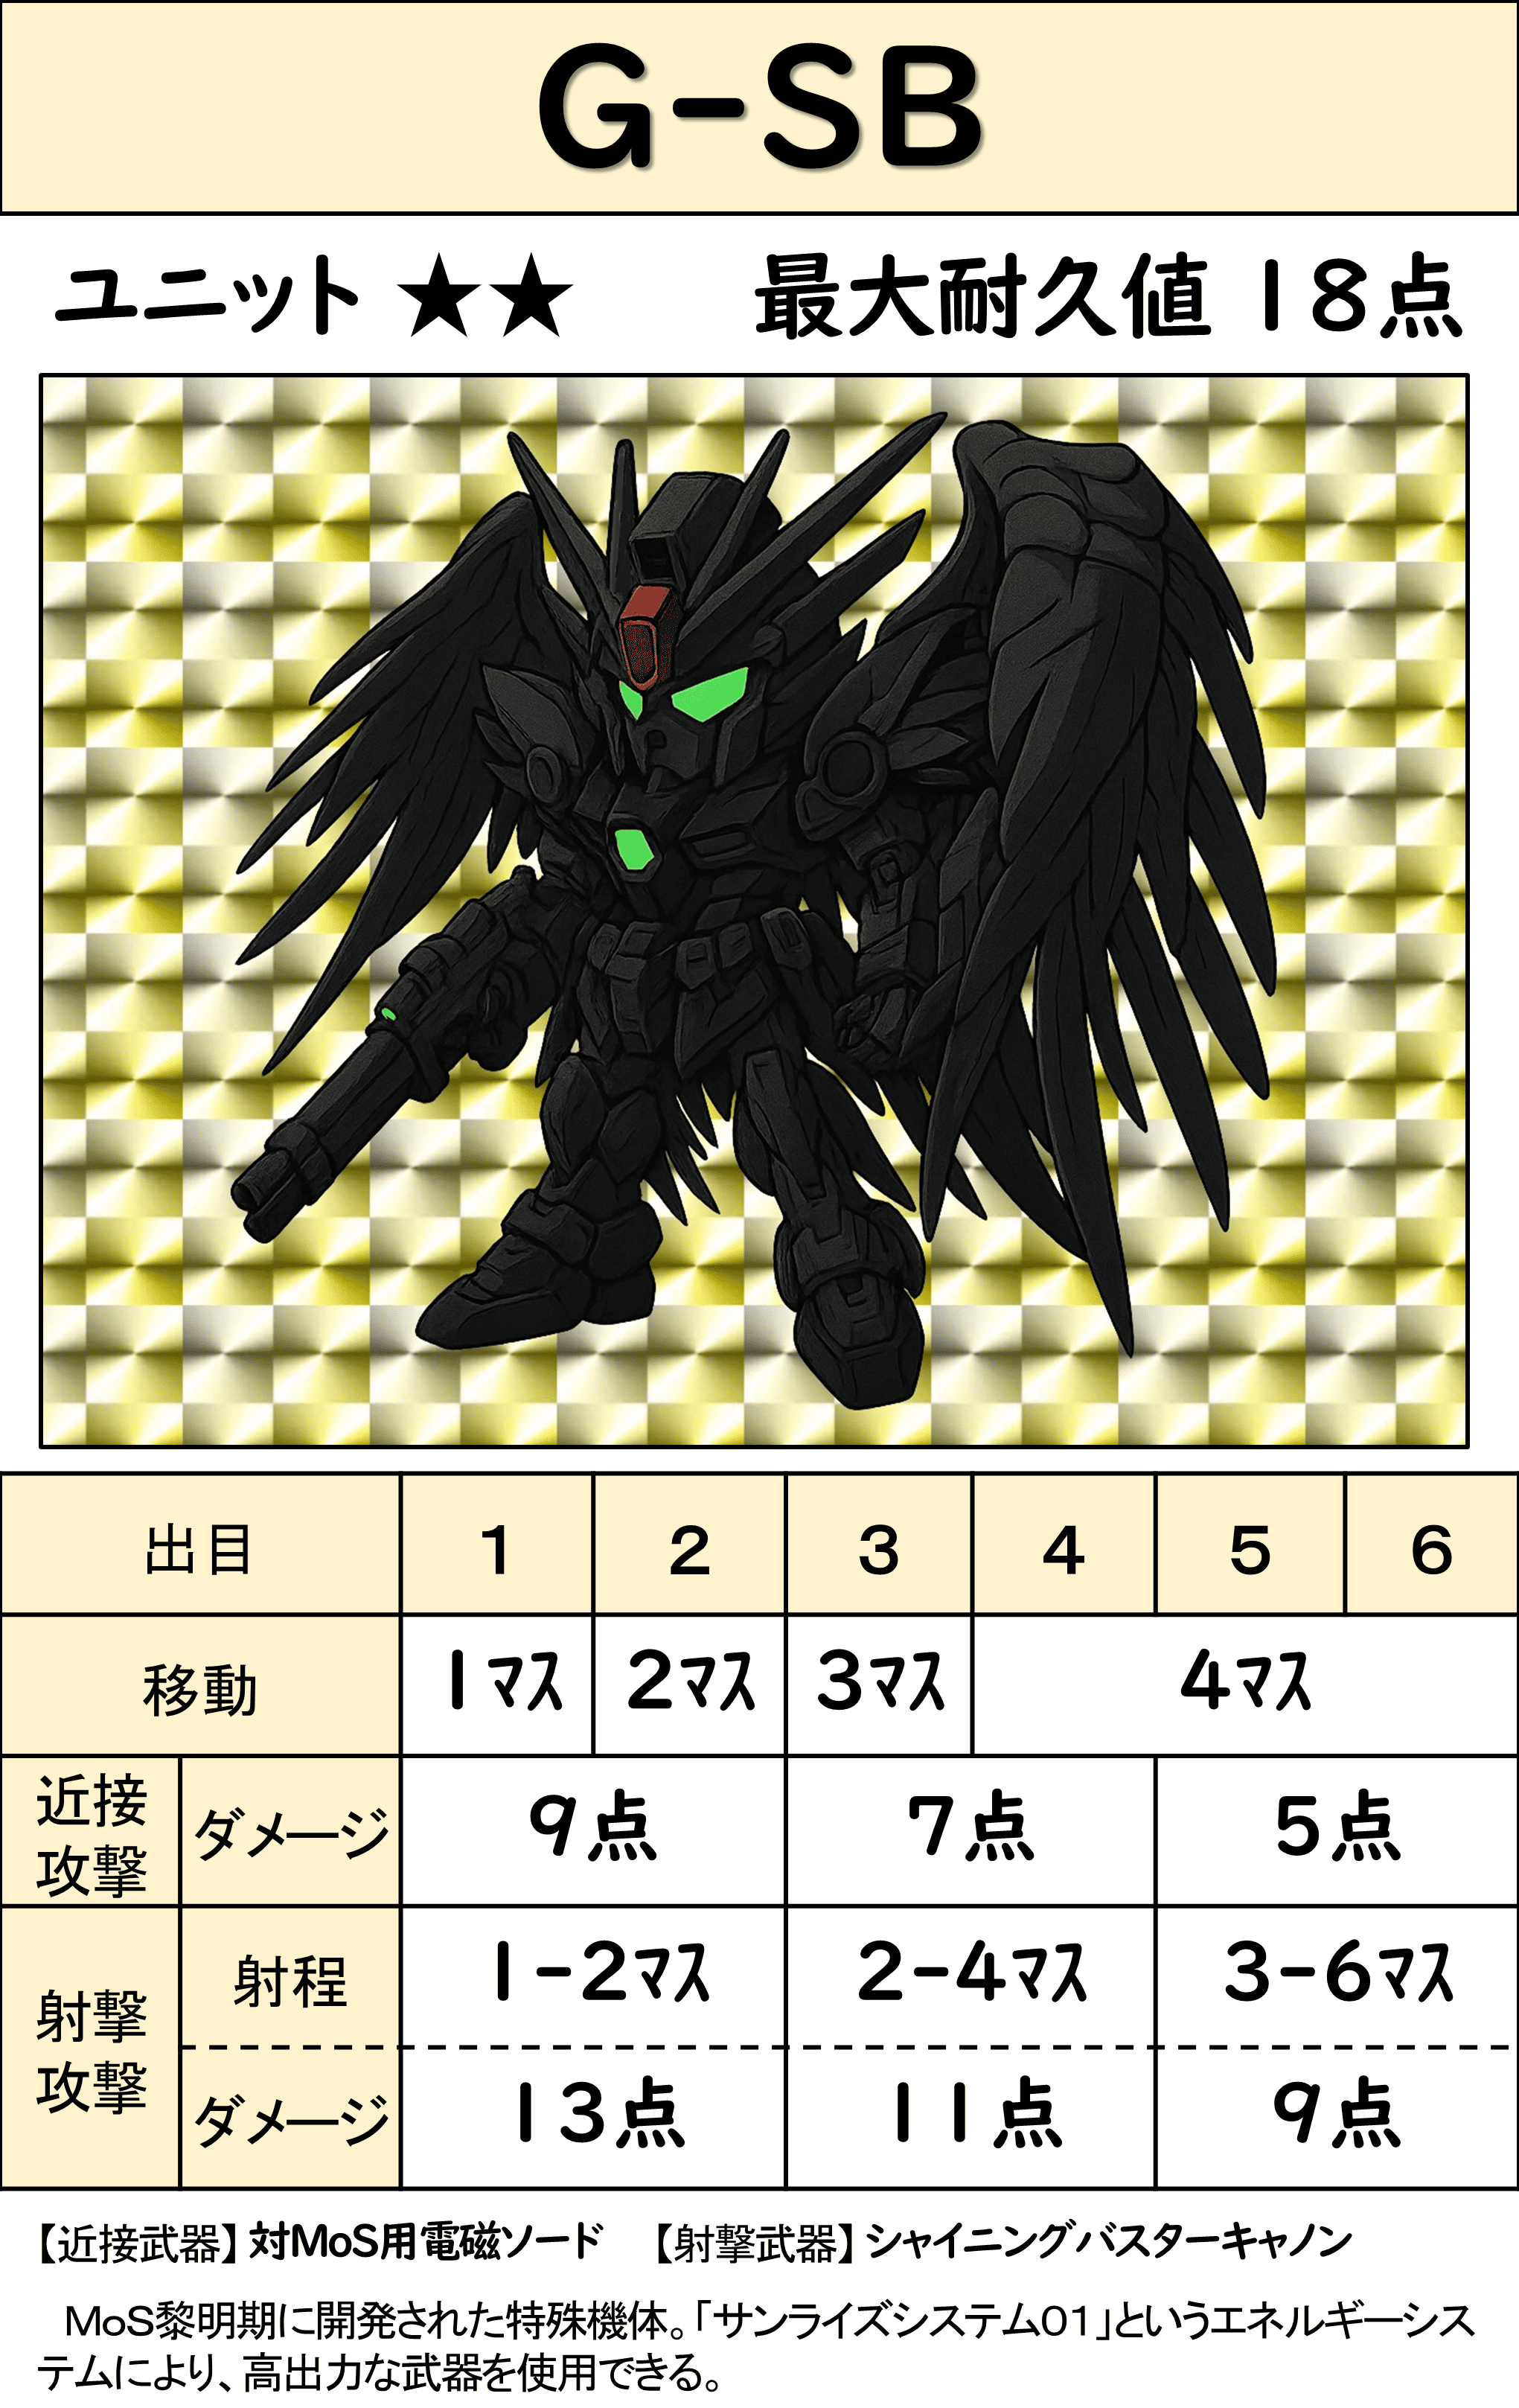 G-SB
ユニット ★★ 最大耐久値 18点
出目 1 2 3 4 5 6
移動 1マス 2マス 3マス 4マス
近接攻撃 ダメージ 9点 7点 5点
射撃攻撃 射程 1-2マス 2-4マス 3-6マス
ダメージ 13点 11点 9点
【近接武器】対MoS用電磁ソード 【射撃武器】シャイニングバスターキャノン
MoS黎明期に開発された特殊機体。「サンライズシステム01」というエネルギーシス
テムにより、高出力な武器を使用できる。